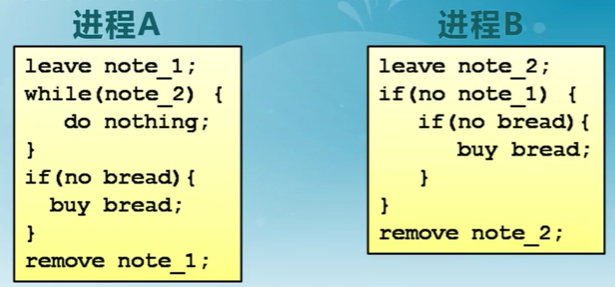 进程A
leave note_1;
while(note_2) {
do nothing;
}
if(no bread){
buy bread;
}
remove note_1;
进程B
leave note_2;
if(no note_1) {
if(no bread){
buy bread;
}
}
remove note_2;